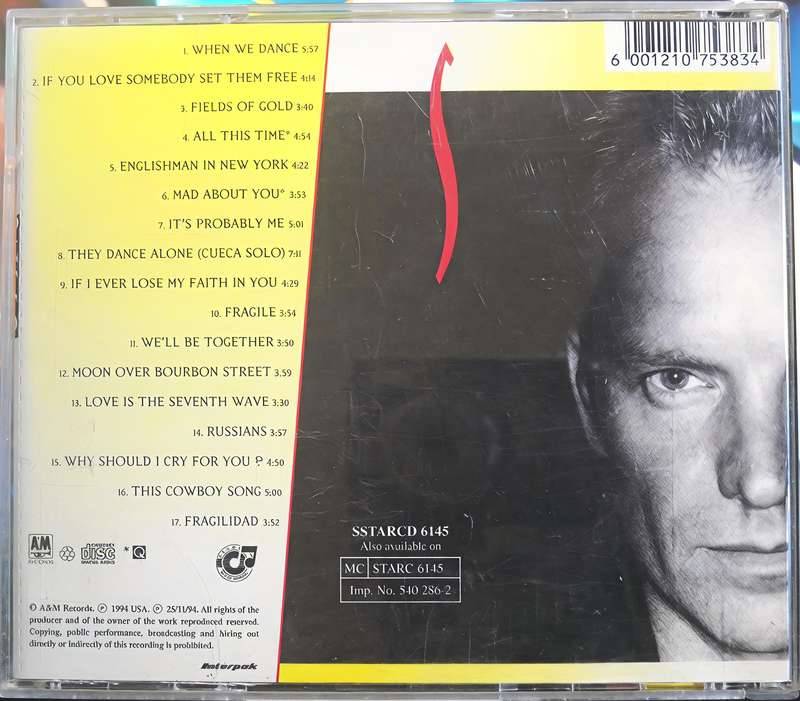 1. WHEN WE DANCE 5:57
2. IF YOU LOVE SOMEBODY SET THEM FREE 4:14
3. FIELDS OF GOLD 3:40
4. ALL THIS TIME* 4:54
5. ENGLISHMAN IN NEW YORK 4:22
6. MAD ABOUT YOU* 3:53
7. IT'S PROBABLY ME 5:01
8. THEY DANCE ALONE (CUECA SOLO) 7:11
9. IF I EVER LOSE MY FAITH IN YOU 4:29
10. FRAGILE 3:54
11. WE'LL BE TOGETHER 3:50
12. MOON OVER BOURBON STREET 3.59
13. LOVE IS THE SEVENTH WAVE 3:30
14. RUSSIANS 3:57
15. WHY SHOULD I CRY FOR YOU ? 4:50
16. THIS COWBOY SONG 5:00
17. FRAGILIDAD 3:52
6 001210 753834
SSTARCD 6145
Also available on
MC STARC 6145
Imp. No. 540 286-2
A&M RECORDS
COMPACT disc DIGITAL AUDIO * Q
© A&M Records. ℗ 1994 USA. ℗ 25/11/94. All rights of the
producer and of the owner of the work reproduced reserved.
Copying, public performance, broadcasting and hiring out
directly or indirectly of this recording is prohibited.
Interpak